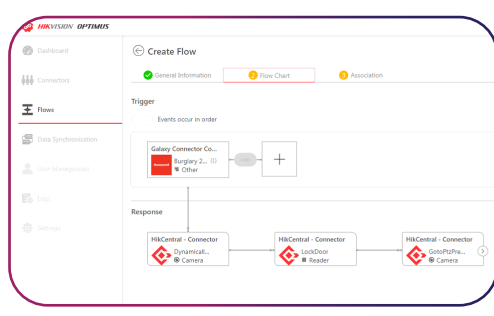 HIKVISION OPTIMUS
Dashboard
Connectors
Flows
Data Synchronization
User Management
Logs
Settings
Create Flow
General Information
2 Flow Chart
3 Association
Trigger
Events occur in order
Galaxy Connector Co...
Burglary 2...
Other
Response
HikCentral - Connector
Dynamicall...
Camera
HikCentral - Connector
LockDoor
Reader
HikCentral - Connector
GotoPtzPre...
Camera